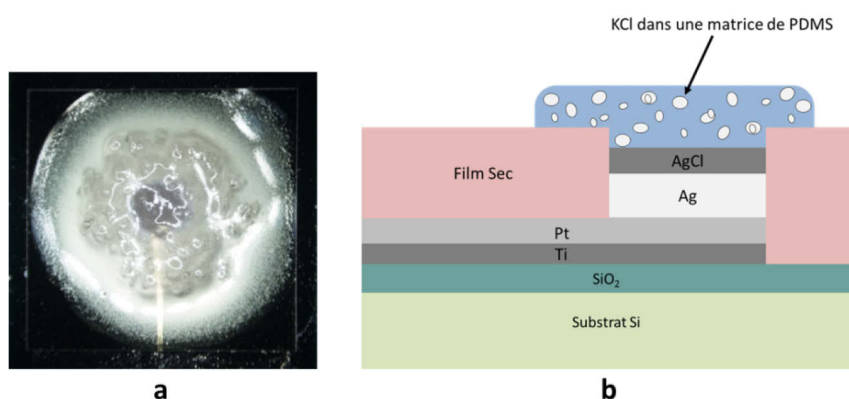 KCl dans une matrice de PDMS
AgCl
Film Sec
Ag
Pt
Ti
SiO₂
Substrat Si
a
b